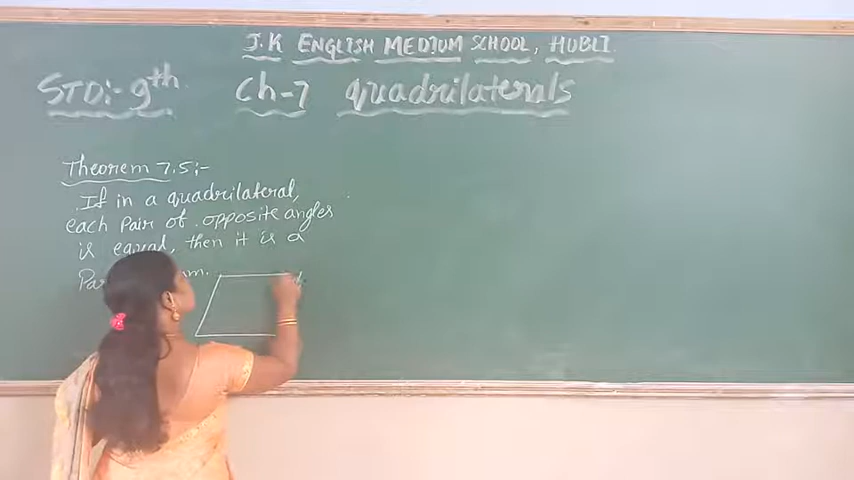 J.K ENGLISH MEDIUM SCHOOL, HUBLI
STD:- 9th Ch-7 quadrilaterals
Theorem 7.5:-
If in a quadrilateral,
each Pair of opposite angles
is equal, then it is a